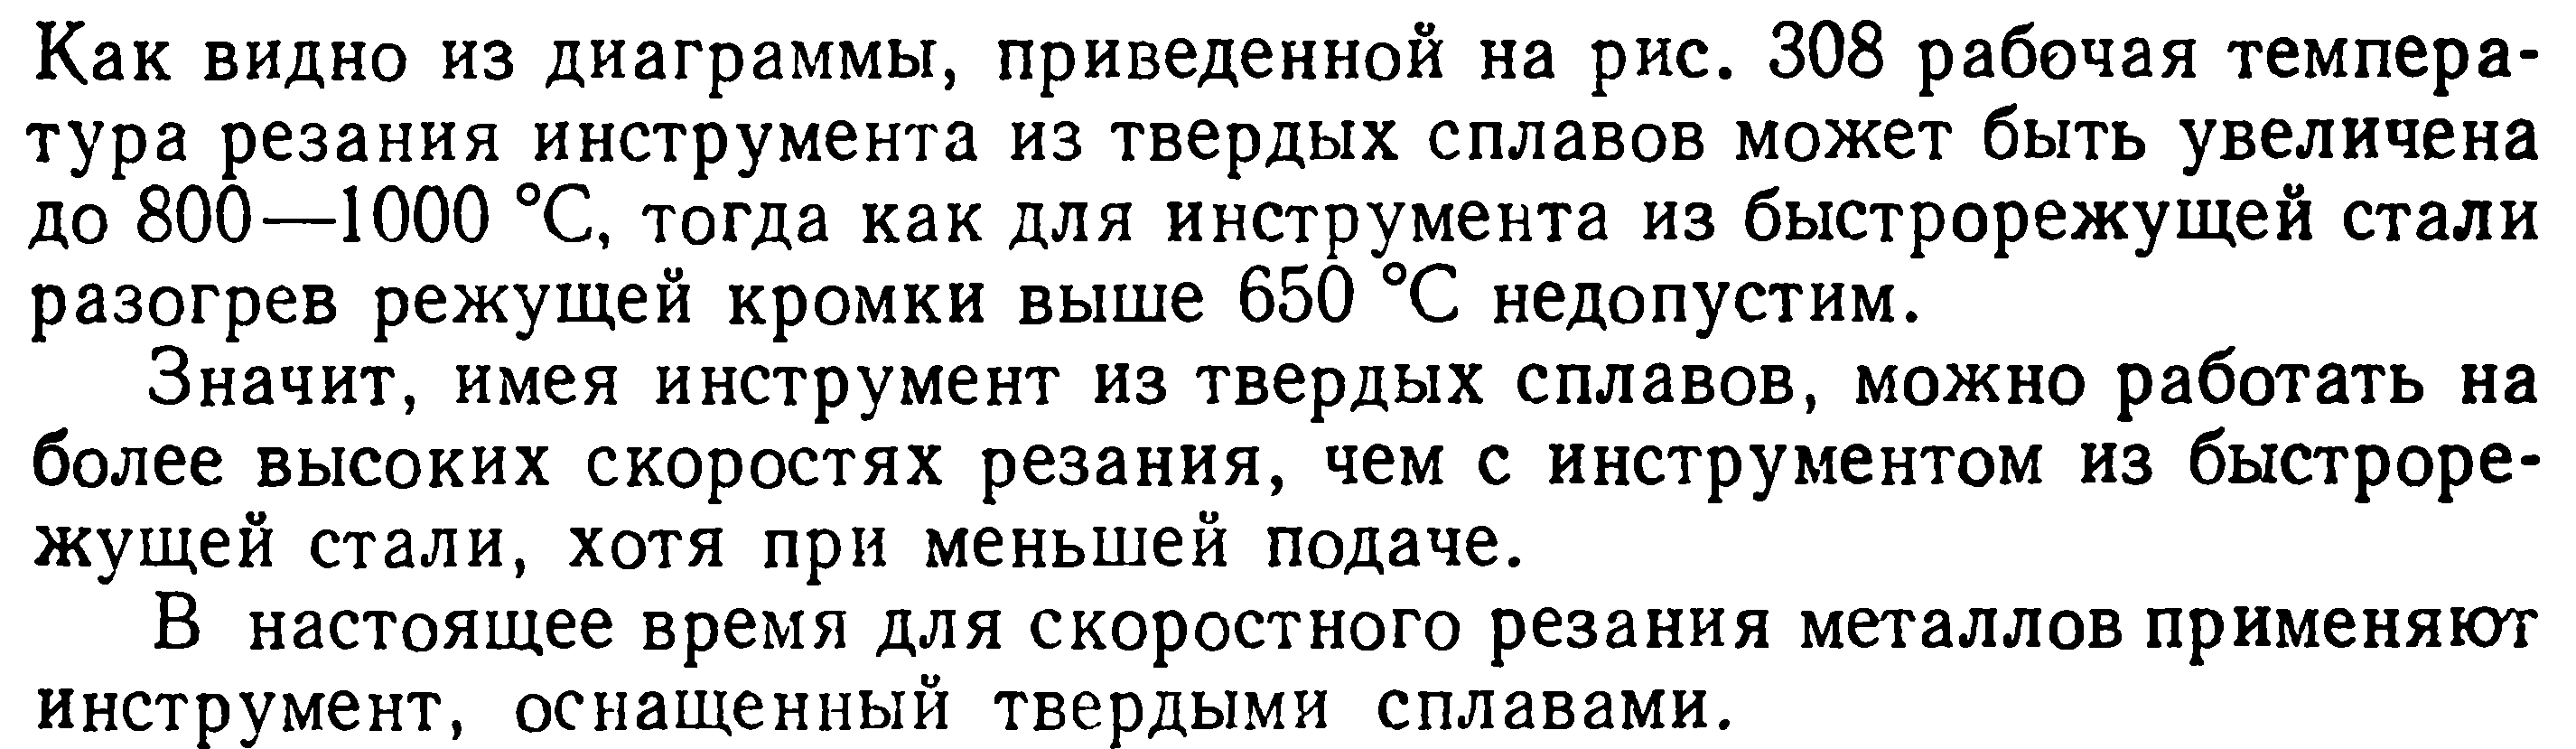 Как видно из диаграммы, приведенной на рис. 308 рабочая темпера-
тура резания инструмента из твердых сплавов может быть увеличена
до 800—1000 °С, тогда как для инструмента из быстрорежущей стали
разогрев режущей кромки выше 650 °С недопустим.
Значит, имея инструмент из твердых сплавов, можно работать на
более высоких скоростях резания, чем с инструментом из быстроре-
жущей стали, хотя при меньшей подаче.
В настоящее время для скоростного резания металлов применяют
инструмент, оснащенный твердыми сплавами.